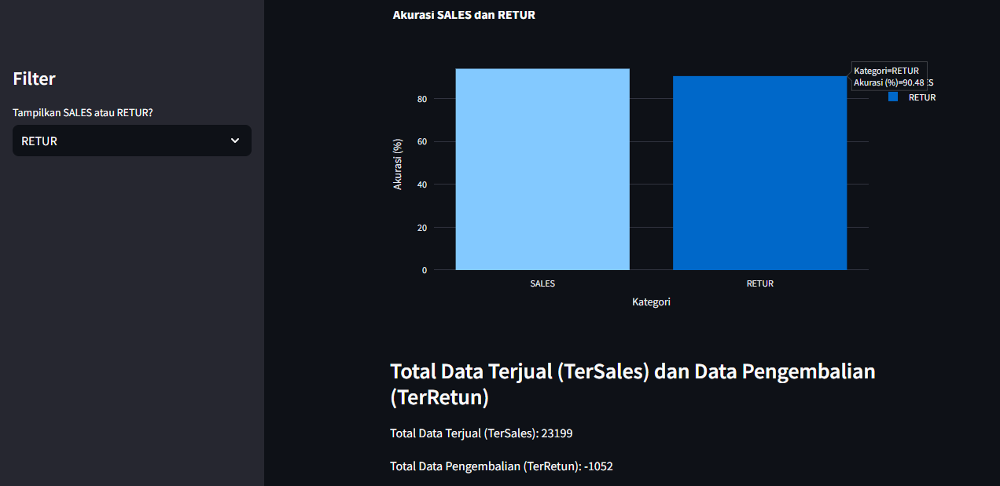 Akurasi SALES dan RETUR
Filter
Tampilkan SALES atau RETUR?
RETUR
Kategori=RETUR
Akurasi (%)=90.48
RETUR
80
60
40
20
0
Akurasi (%)
SALES
RETUR
Kategori
Total Data Terjual (TerSales) dan Data Pengembalian
(TerRetun)
Total Data Terjual (TerSales): 23199
Total Data Pengembalian (TerRetun): -1052